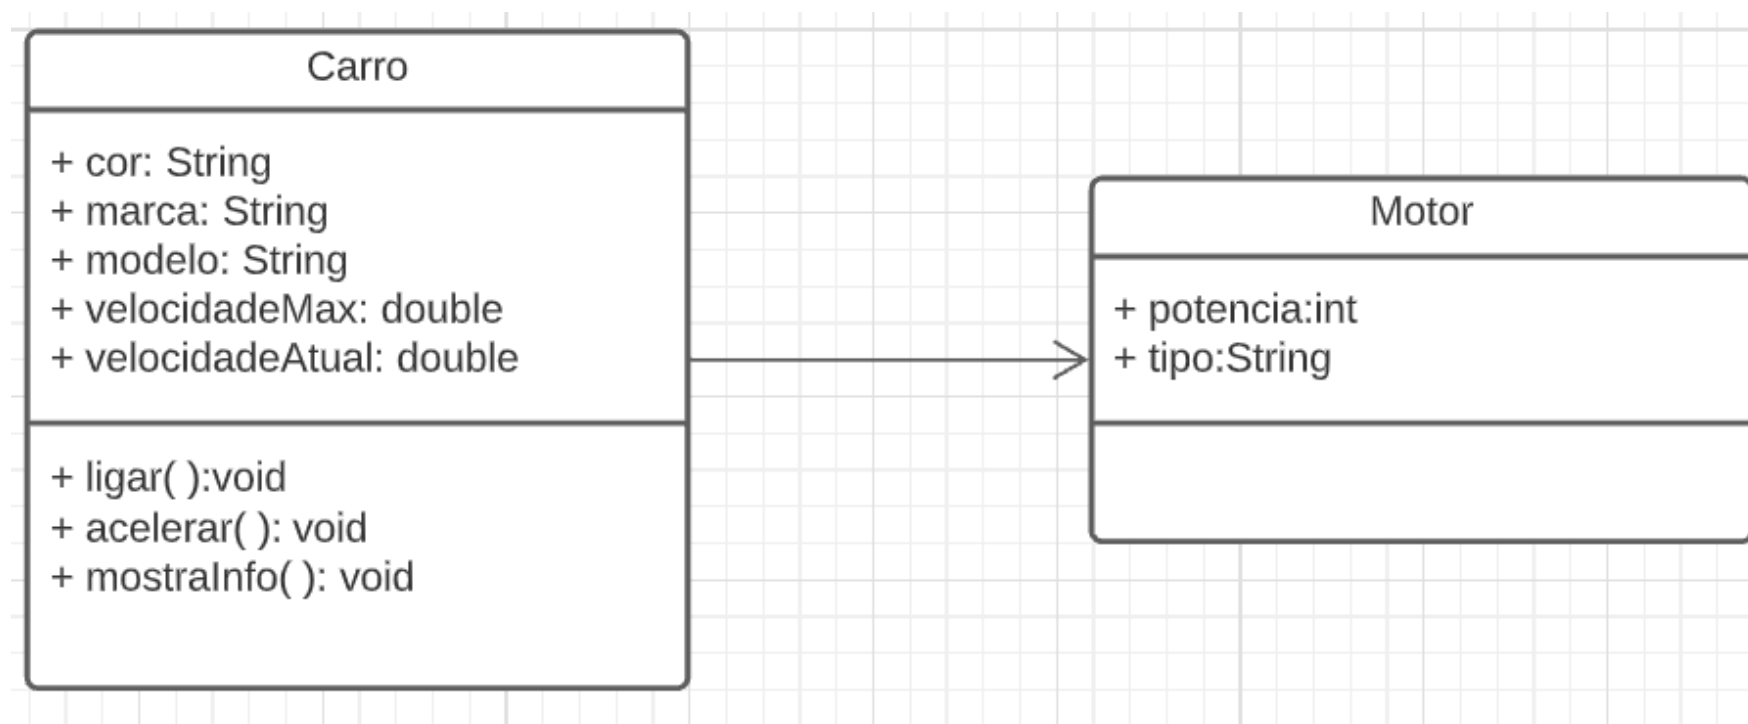 Carro
+ cor: String
+ marca: String
+ modelo: String
+ velocidadeMax: double
+ velocidadeAtual: double
+ ligar( ):void
+ acelerar( ): void
+ mostraInfo( ): void
Motor
+ potencia:int
+ tipo:String